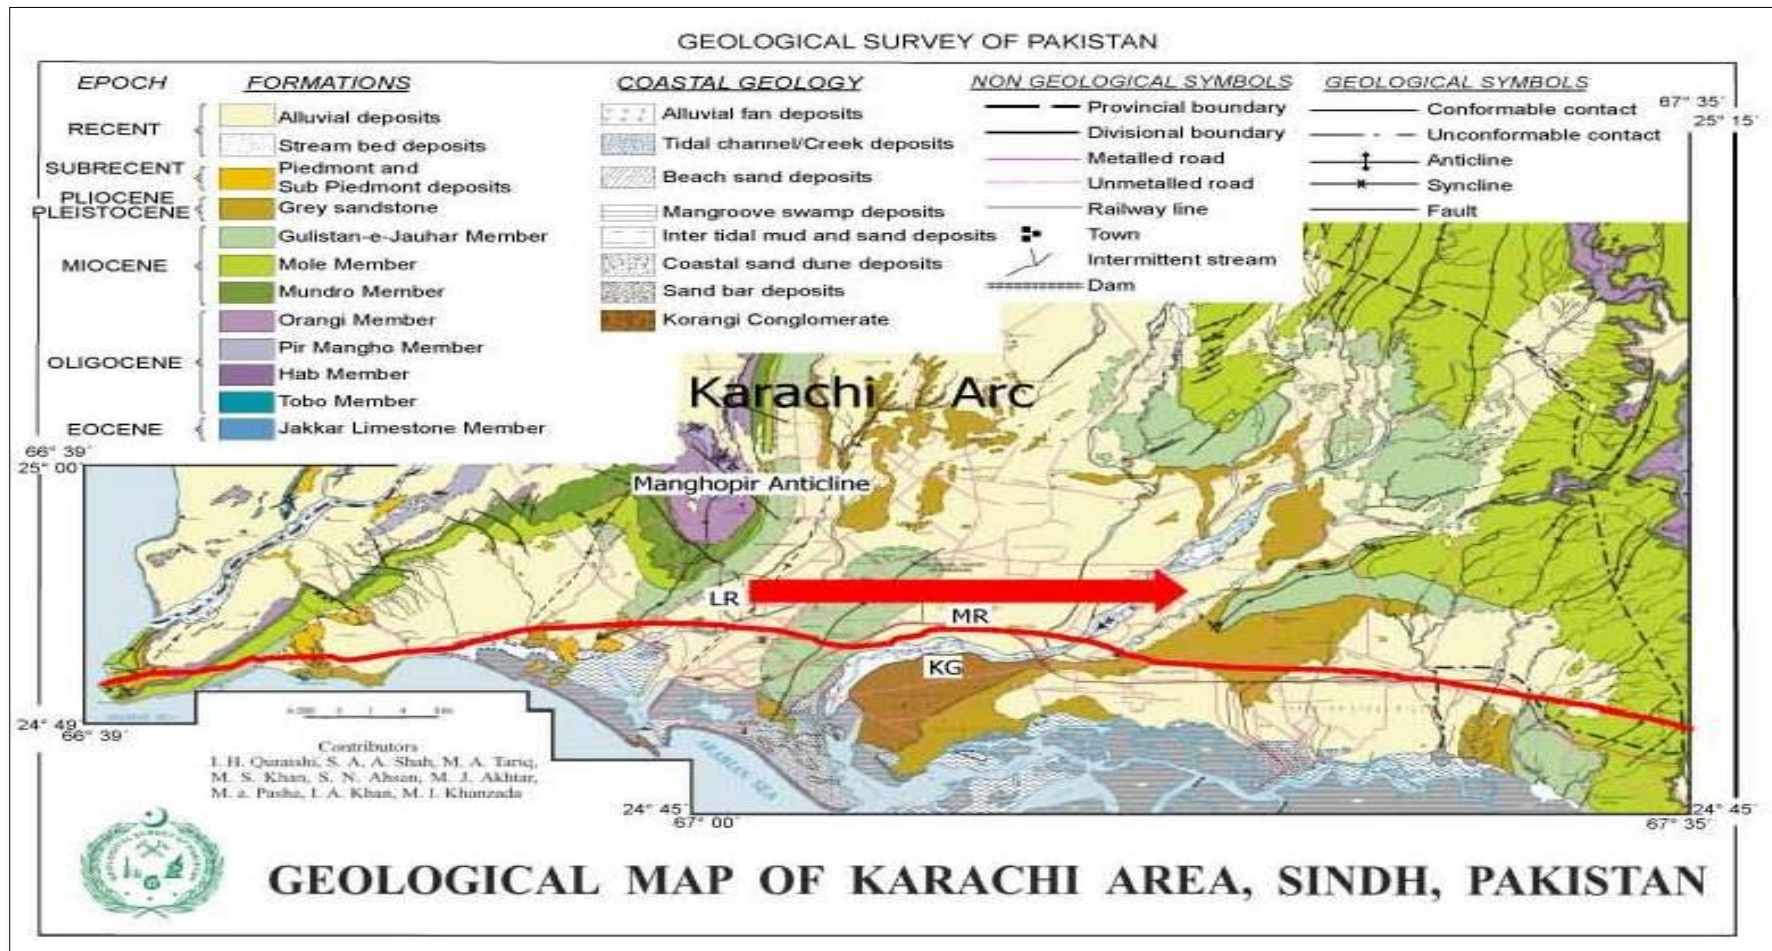 GEOLOGICAL SURVEY OF PAKISTAN
EPOCH
RECENT
SUBRECENT
PLIOCENE
PLEISTOCENE
MIOCENE
OLIGOCENE
EOCENE
FORMATIONS
Alluvial deposits
Stream bed deposits
Piedmont and
Sub Piedmont deposits
Grey sandstone
Gulistan-e-Jauhar Member
Mole Member
Mundro Member
Orangi Member
Pir Mangho Member
Hab Member
Tobo Member
Jakkar Limestone Member
COASTAL GEOLOGY
Alluvial fan deposits
Tidal channel/Creek deposits
Beach sand deposits
Mangroove swamp deposits
Inter tidal mud and sand deposits
Coastal sand dune deposits
Sand bar deposits
Korangi Conglomerate
NON GEOLOGICAL SYMBOLS
Provincial boundary
Divisional boundary
Metalled road
Unmetalled road
Railway line
Town
Intermittent stream
Dam
GEOLOGICAL SYMBOLS
Conformable contact
Unconformable contact
Anticline
Syncline
Fault
67° 35´
25° 15´
66° 39´
25° 00´
Karachi Arc
Manghopir Anticline
LR
MR
KG
24° 49´
66° 39´
ARABIAN SEA
24° 45´
67° 00´
24° 45´
67° 35´
Contributors
I. H. Quraishi, S. A. A. Shah, M. A. Tariq,
M. S. Khan, S. N. Ahsan, M. J. Akhtar,
M. a. Pasha, I. A. Khan, M. I. Khanzada
GEOLOGICAL MAP OF KARACHI AREA, SINDH, PAKISTAN